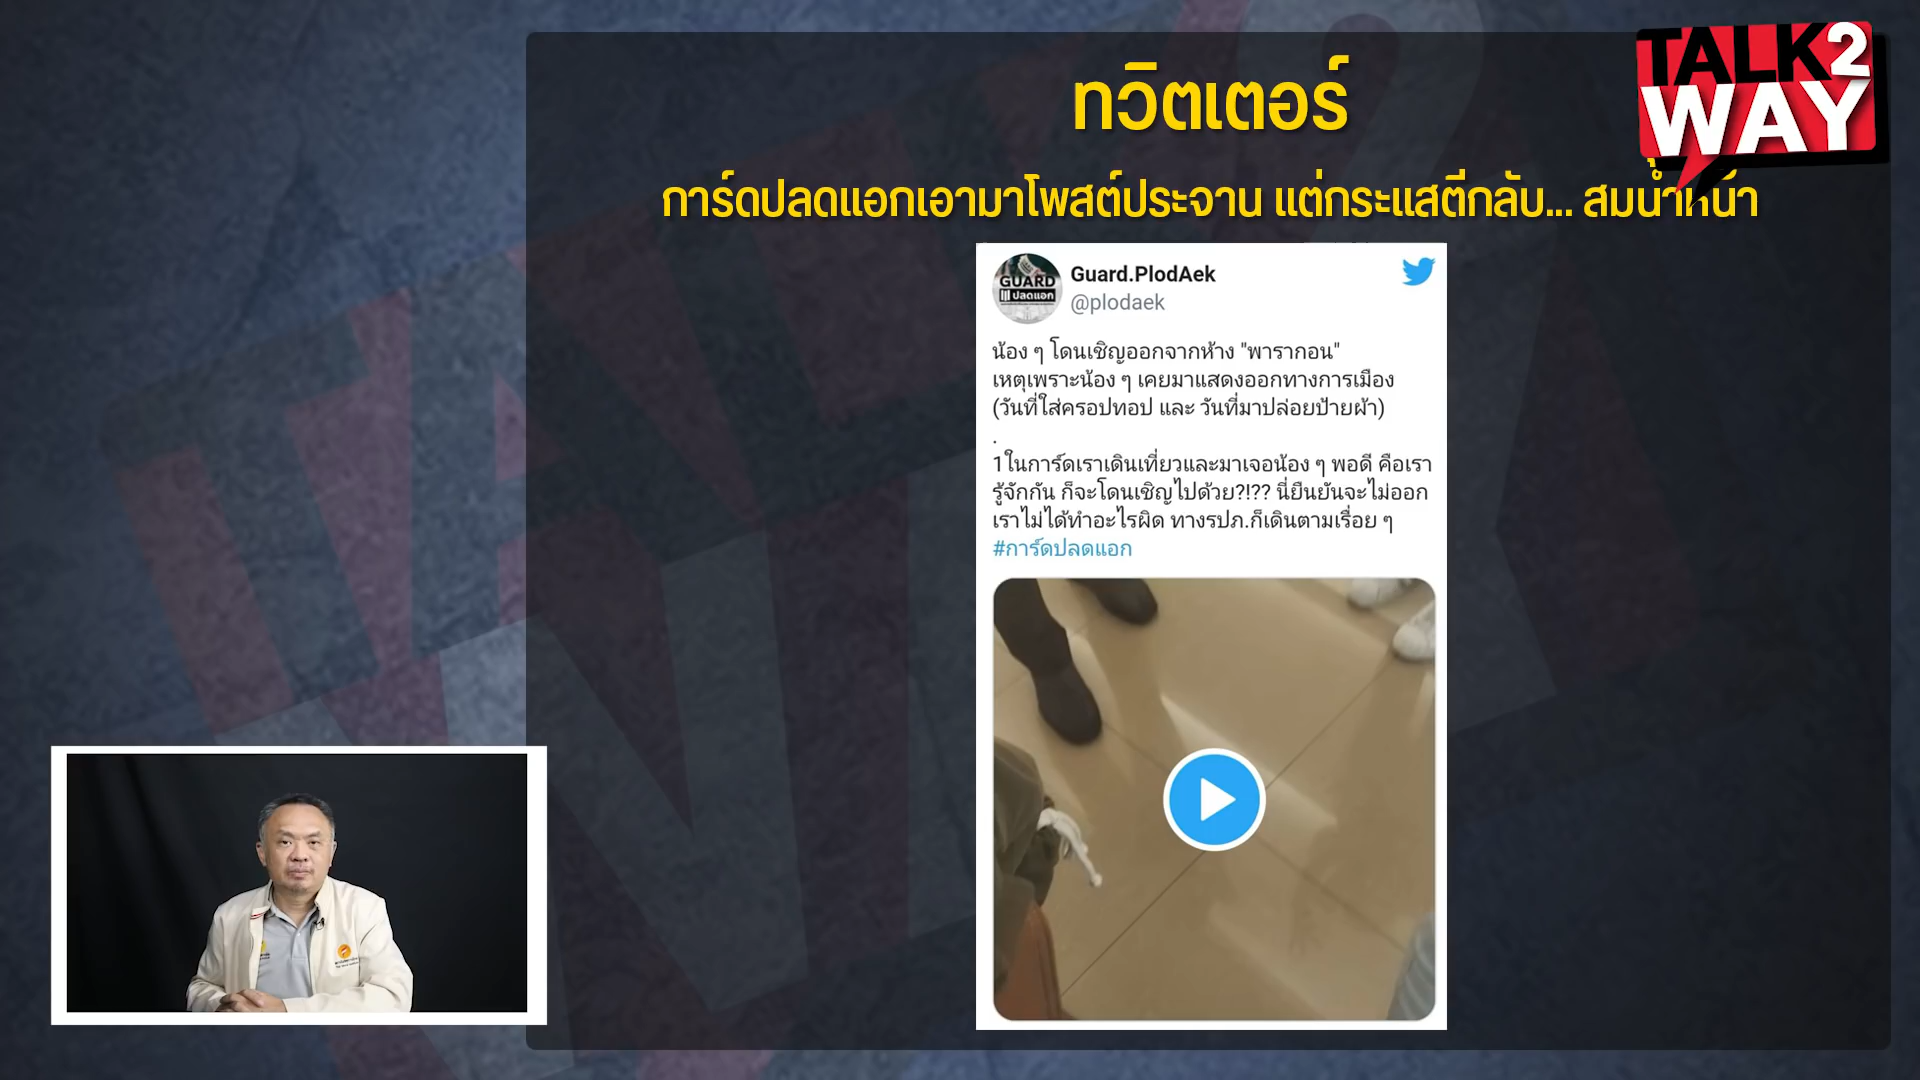 TALK2
WAY
ทวิตเตอร์
การ์ดปลดแอกเอามาโพสต์ประจาน แต่กระแสตีกลับ... สมน้ำหน้า
GUARD
ปลดแอก
Guard.PlodAek
@plodaek
น้อง ๆ โดนเชิญออกจากห้าง "พารากอน"
เหตุเพราะน้อง ๆ เคยมาแสดงออกทางการเมือง
(วันที่ใส่ครอปทอป และ วันที่มาปล่อยป้ายผ้า)
.
1ในการ์ดเราเดินเที่ยวและมาเจอน้อง ๆ พอดี คือเรา
รู้จักกัน ก็จะโดนเชิญไปด้วย?!?? นี่ยืนยันจะไม่ออก
เราไม่ได้ทำอะไรผิด ทางรปภ.ก็เดินตามเรื่อย ๆ
#การ์ดปลดแอก